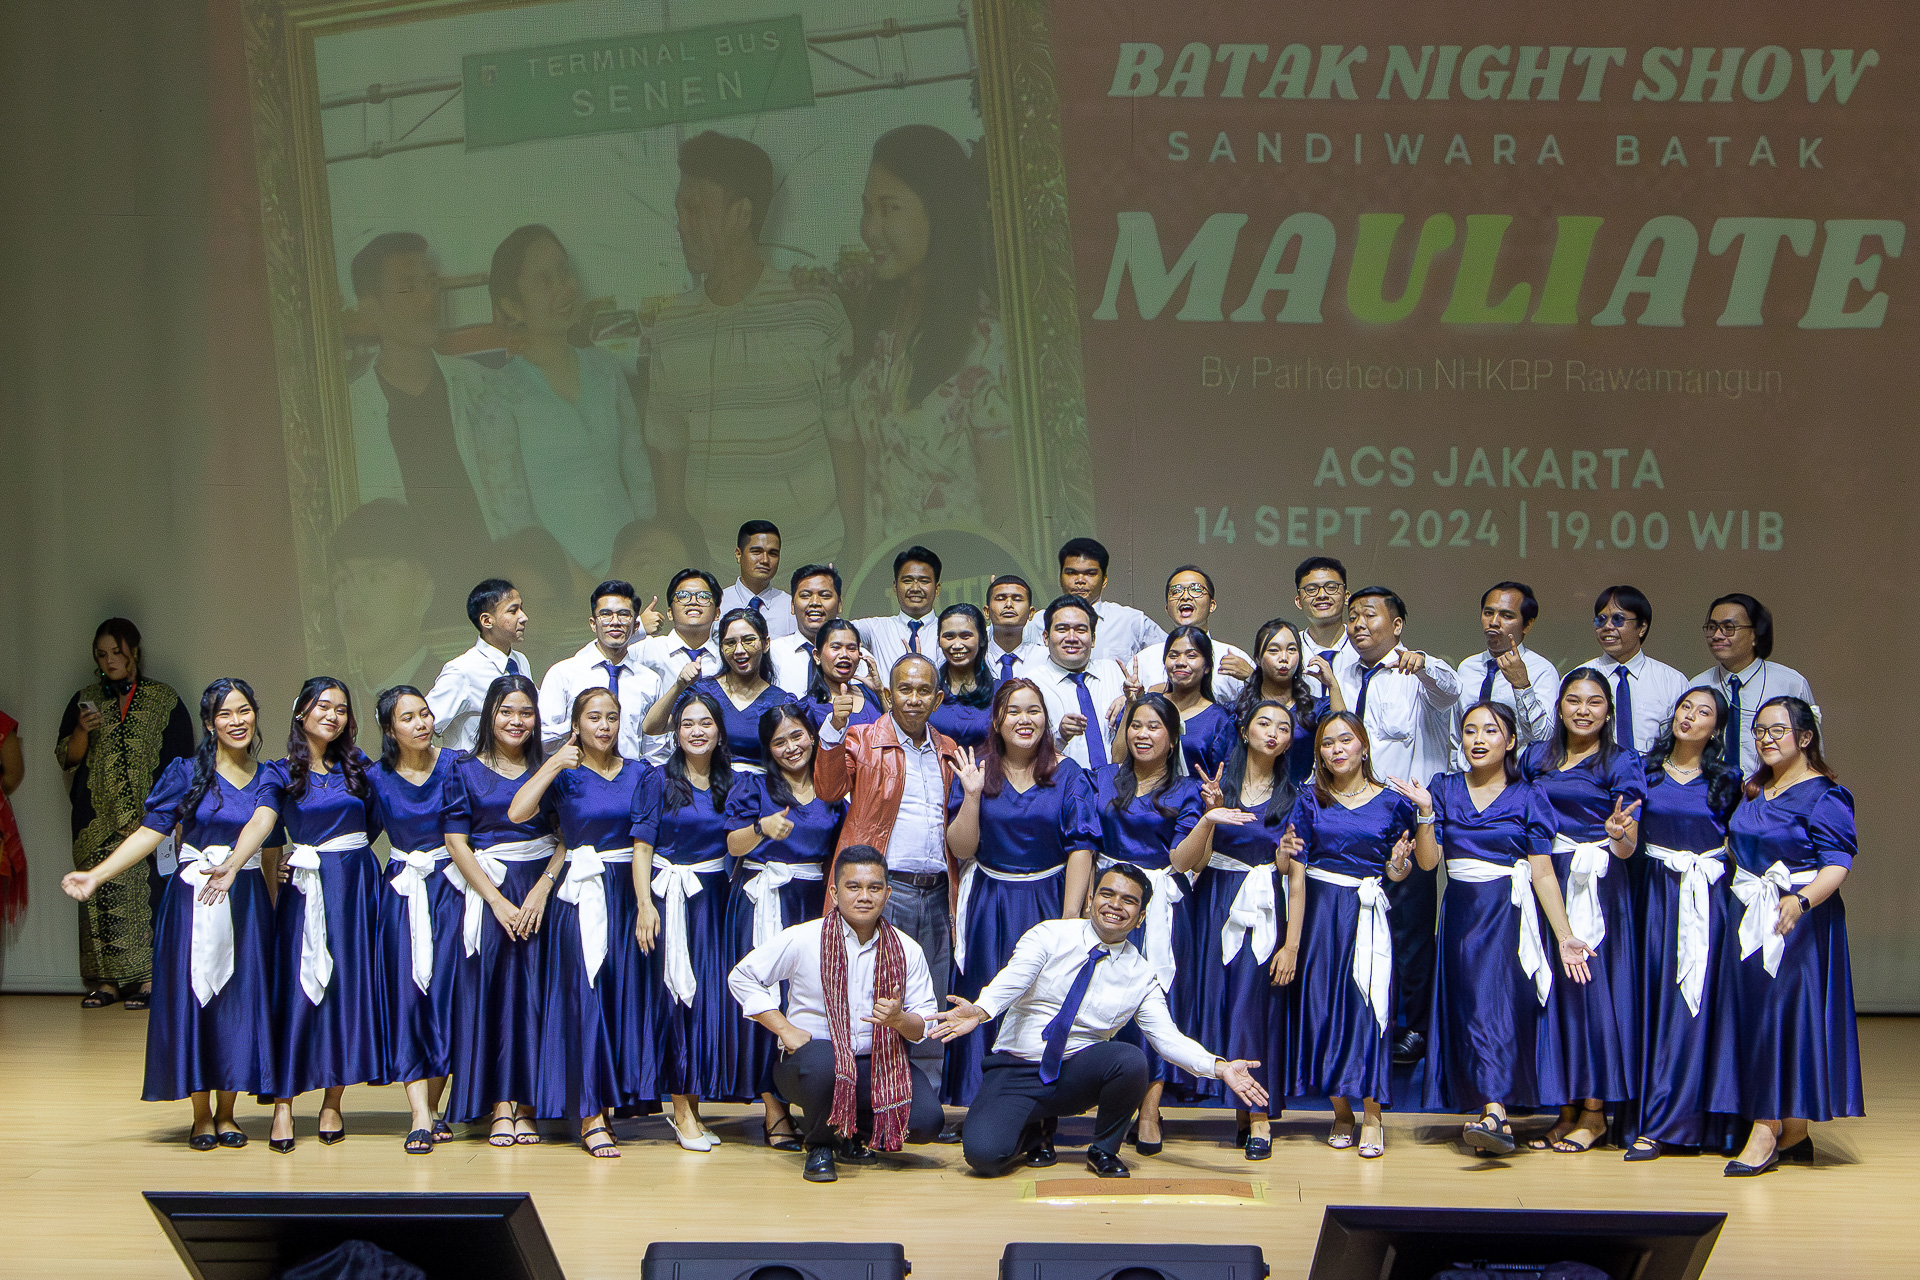 TERMINAL BUS
SENEN
BATAK NIGHT SHOW
SANDIWARA BATAK
MAULIATE
By Parheheon NHKBP Rawamangun
ACS JAKARTA
14 SEPT 2024 | 19.00 WIB